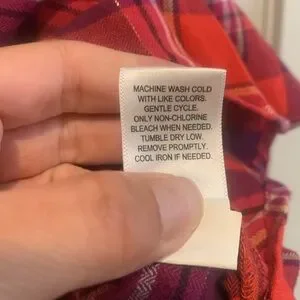 MACHINE WASH COLD
WITH LIKE COLORS.
GENTLE CYCLE.
ONLY NON-CHLORINE
BLEACH WHEN NEEDED.
TUMBLE DRY LOW.
REMOVE PROMPTLY.
COOL IRON IF NEEDED.